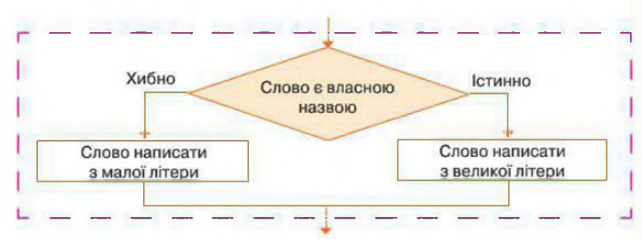 Хибно
Слово є власною
назвою
Істинно
Слово написати
з малої літери
Слово написати
з великої літери